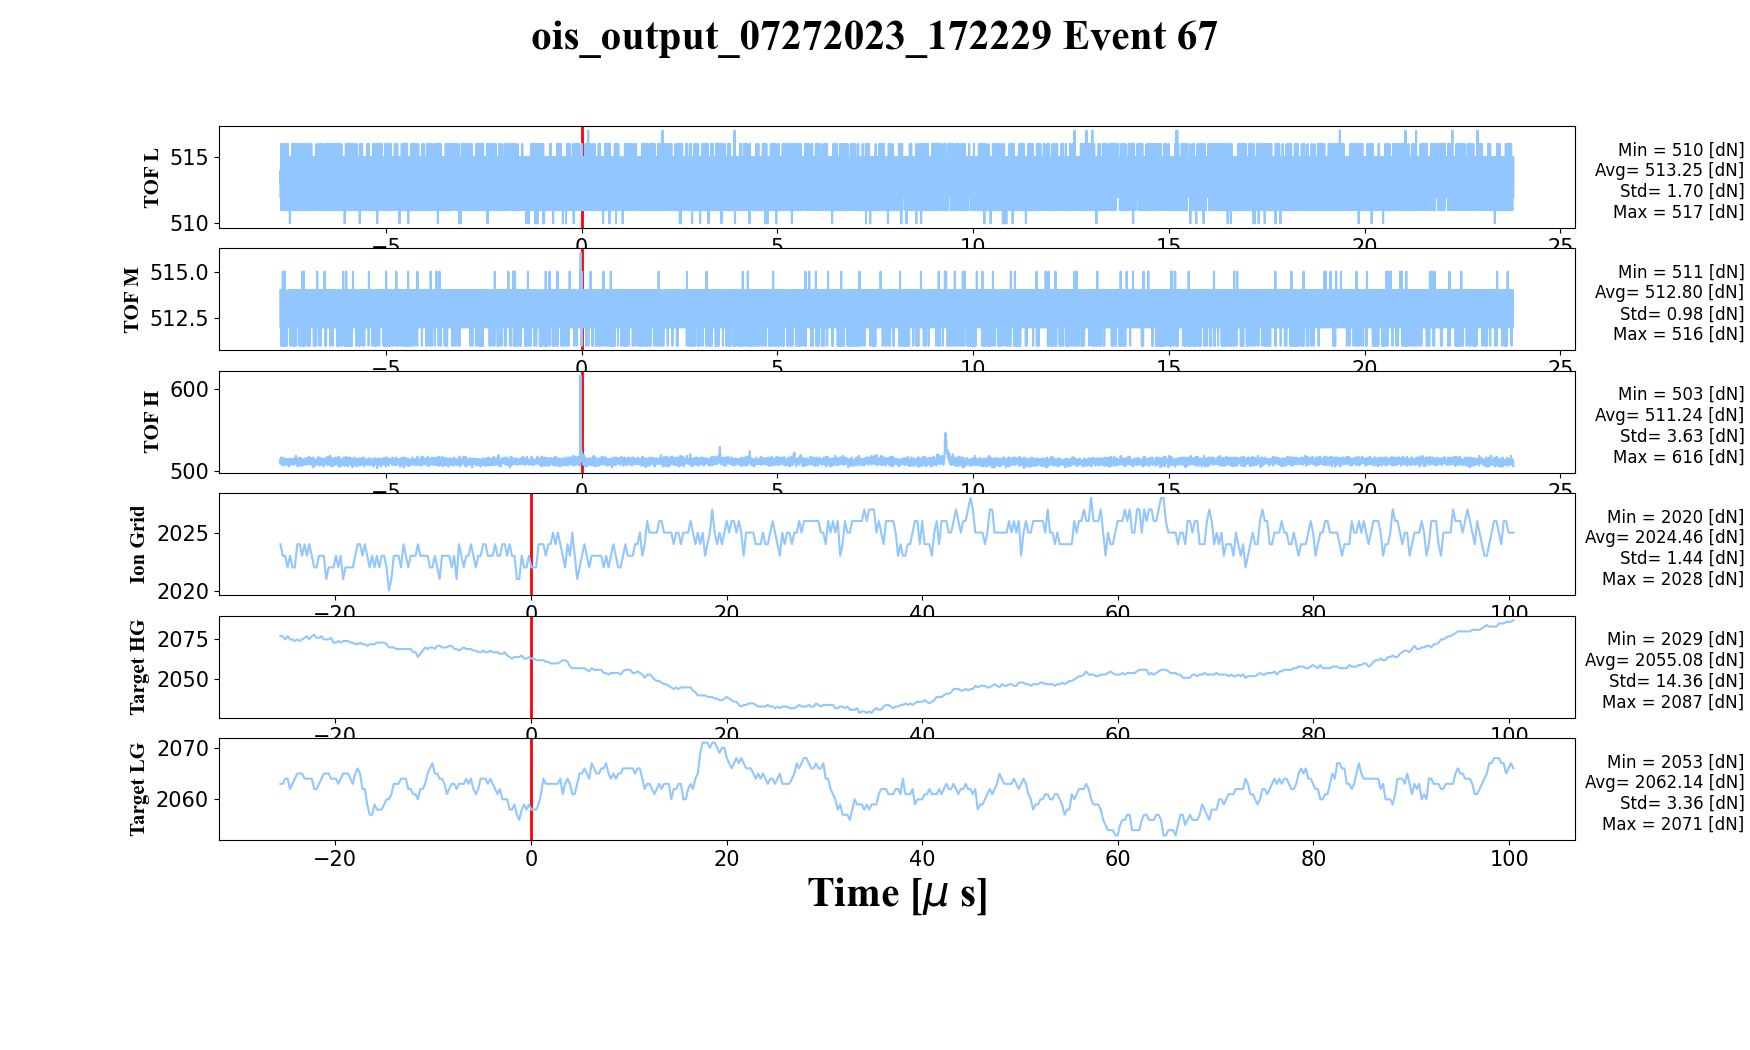 ois_output_07272023_172229 Event 67
TOF L
515
510
Min = 510 [dN]
Avg= 513.25 [dN]
Std= 1.70 [dN]
Max = 517 [dN]
−5 0 5 10 15 20 25
TOF M
515.0
512.5
Min = 511 [dN]
Avg= 512.80 [dN]
Std= 0.98 [dN]
Max = 516 [dN]
−5 0 5 10 15 20 25
TOF H
600
500
Min = 503 [dN]
Avg= 511.24 [dN]
Std= 3.63 [dN]
Max = 616 [dN]
−5 0 5 10 15 20 25
Ion Grid
2025
2020
Min = 2020 [dN]
Avg= 2024.46 [dN]
Std= 1.44 [dN]
Max = 2028 [dN]
−20 0 20 40 60 80 100
Target HG
2075
2050
Min = 2029 [dN]
Avg= 2055.08 [dN]
Std= 14.36 [dN]
Max = 2087 [dN]
−20 0 20 40 60 80 100
Target LG
2070
2060
Min = 2053 [dN]
Avg= 2062.14 [dN]
Std= 3.36 [dN]
Max = 2071 [dN]
−20 0 20 40 60 80 100
Time [μ s]